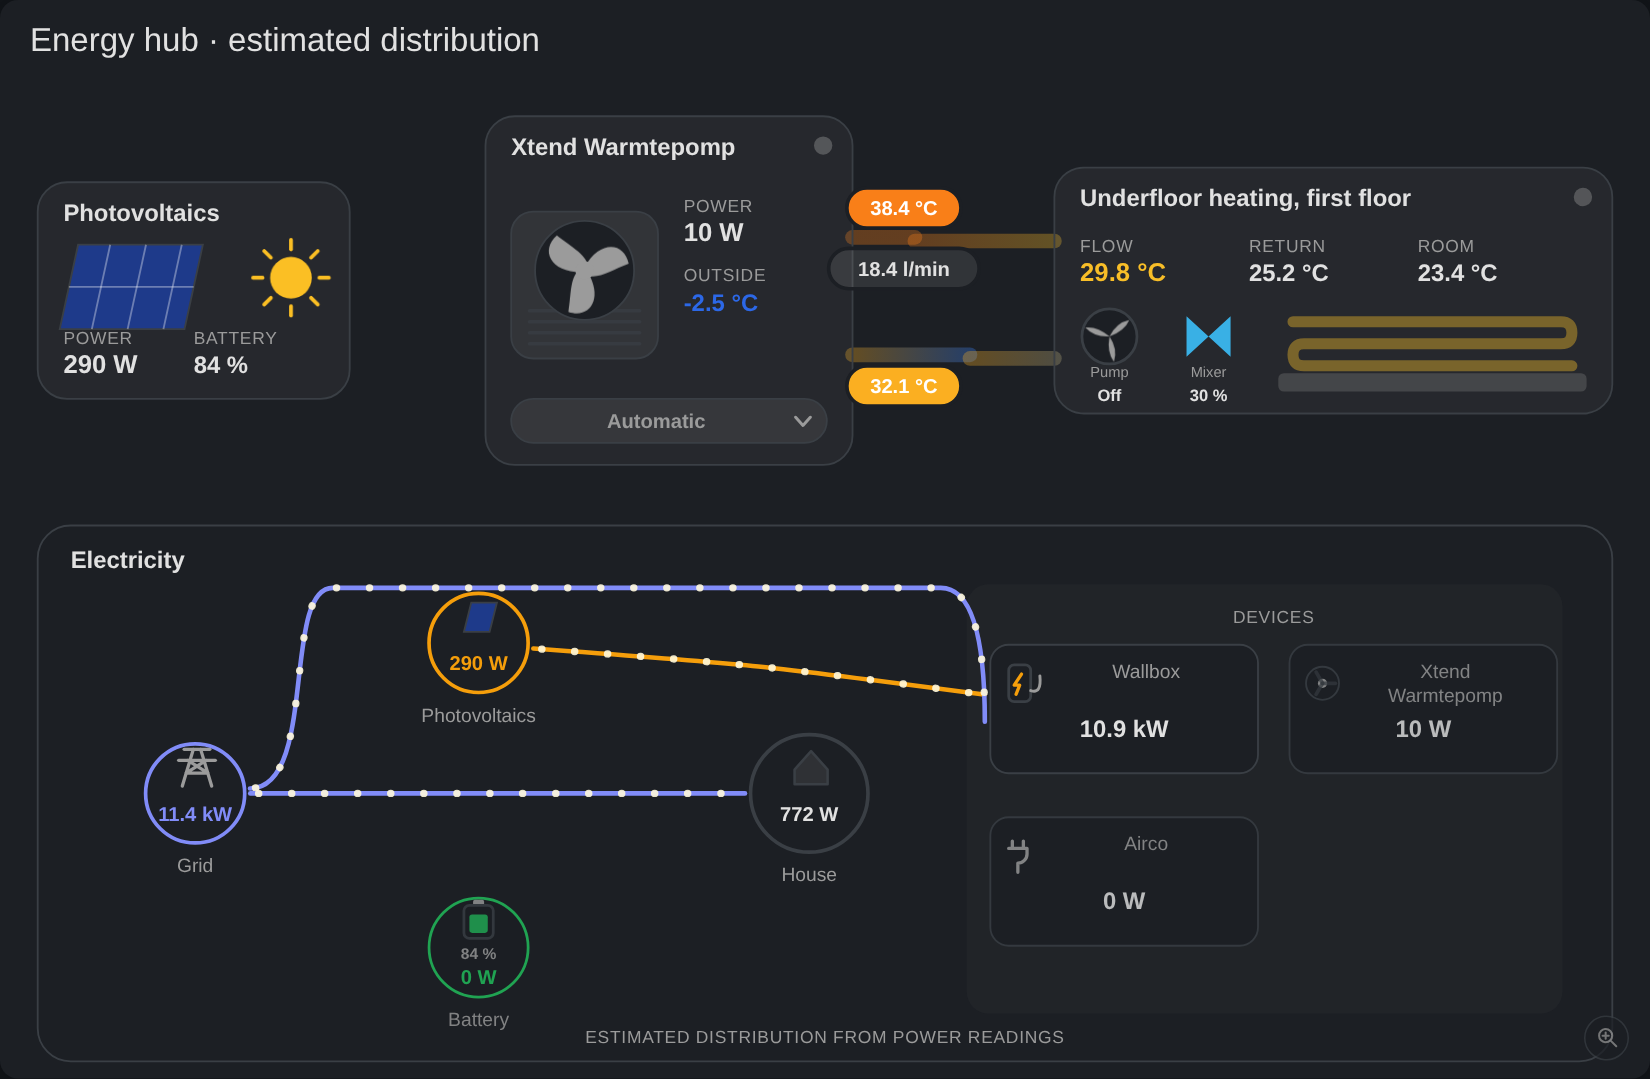 Energy hub · estimated distribution
Photovoltaics
POWER
290 W
BATTERY
84 %
Xtend Warmtepomp
POWER
10 W
OUTSIDE
-2.5 °C
Automatic
38.4 °C
18.4 l/min
32.1 °C
Underfloor heating, first floor
FLOW
29.8 °C
RETURN
25.2 °C
ROOM
23.4 °C
Pump
Off
Mixer
30 %
Electricity
290 W
Photovoltaics
11.4 kW
Grid
772 W
House
84 %
0 W
Battery
DEVICES
Wallbox
10.9 kW
Xtend
Warmtepomp
10 W
Airco
0 W
ESTIMATED DISTRIBUTION FROM POWER READINGS